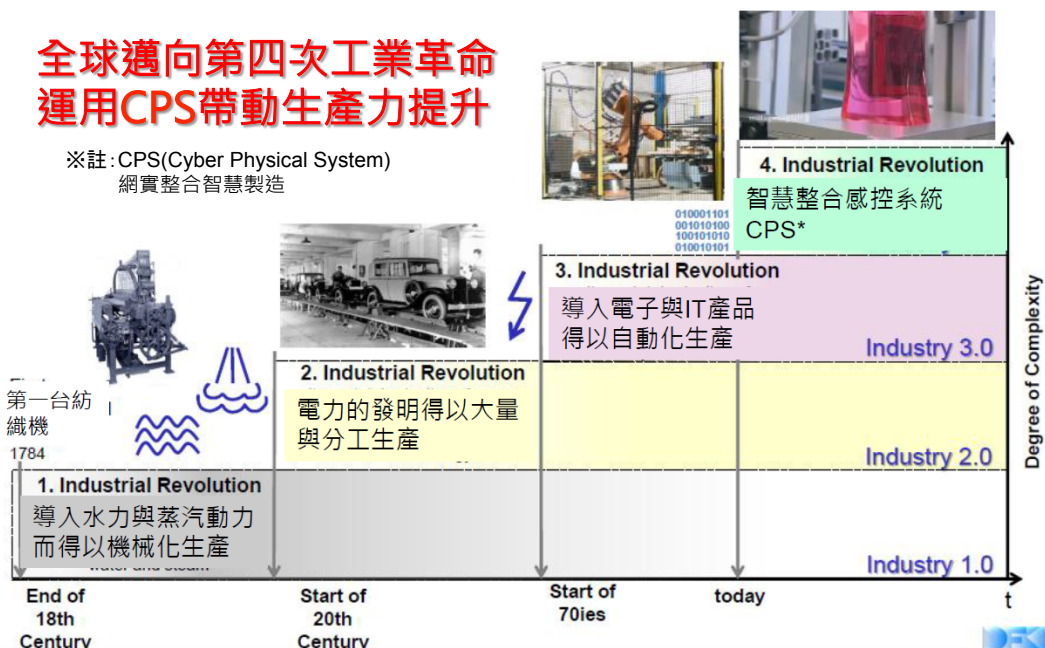 全球邁向第四次工業革命
運用CPS帶動生產力提升
※註:CPS(Cyber Physical System)
網實整合智慧製造
4. Industrial Revolution
智慧整合感控系統
CPS*
010001101
001010100
100101010
010010101
3. Industrial Revolution
導入電子與IT產品
得以自動化生產
Industry 3.0
2. Industrial Revolution
電力的發明得以大量
與分工生產
Industry 2.0
第一台紡
織機
1784
1. Industrial Revolution
導入水力與蒸汽動力
而得以機械化生產
Industry 1.0
Degree of Complexity
End of
18th
Century
Start of
20th
Century
Start of
70ies
today
t